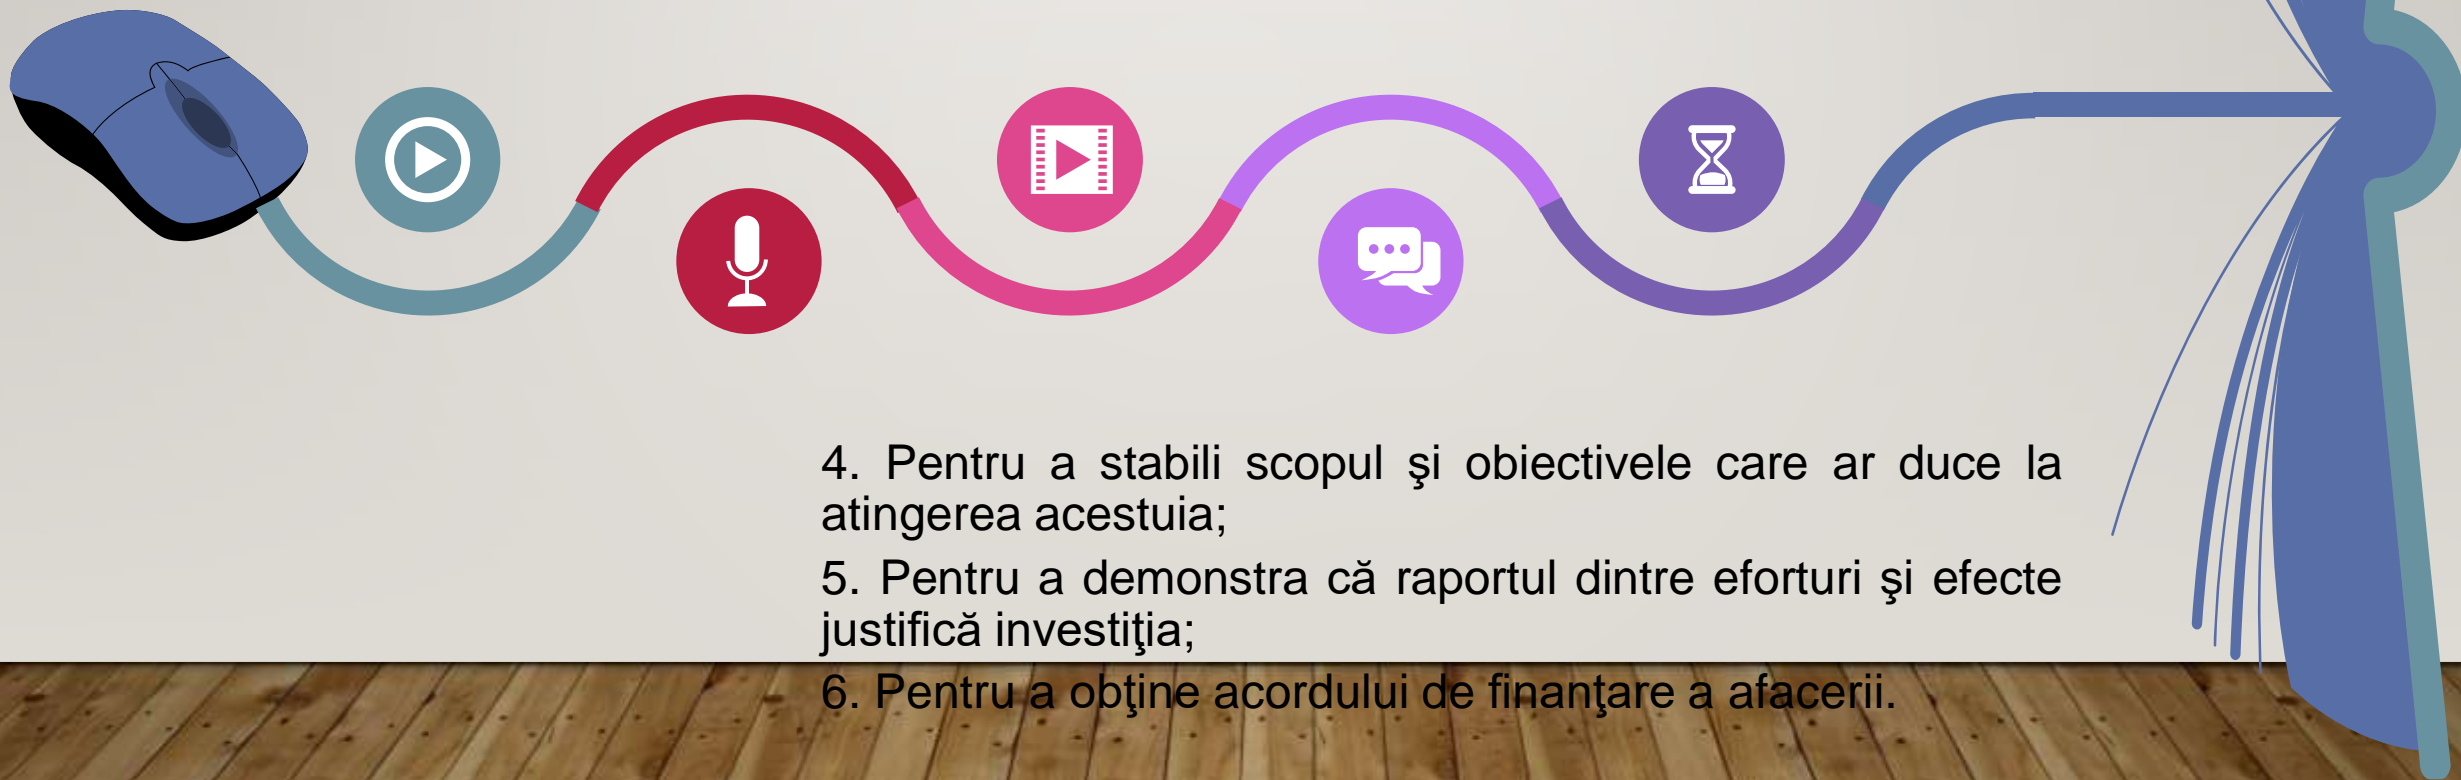 4. Pentru a stabili scopul şi obiectivele care ar duce la
atingerea acestuia;
5. Pentru a demonstra că raportul dintre eforturi şi efecte
justifică investiţia;
6. Pentru a obţine acordului de finanţare a afacerii.